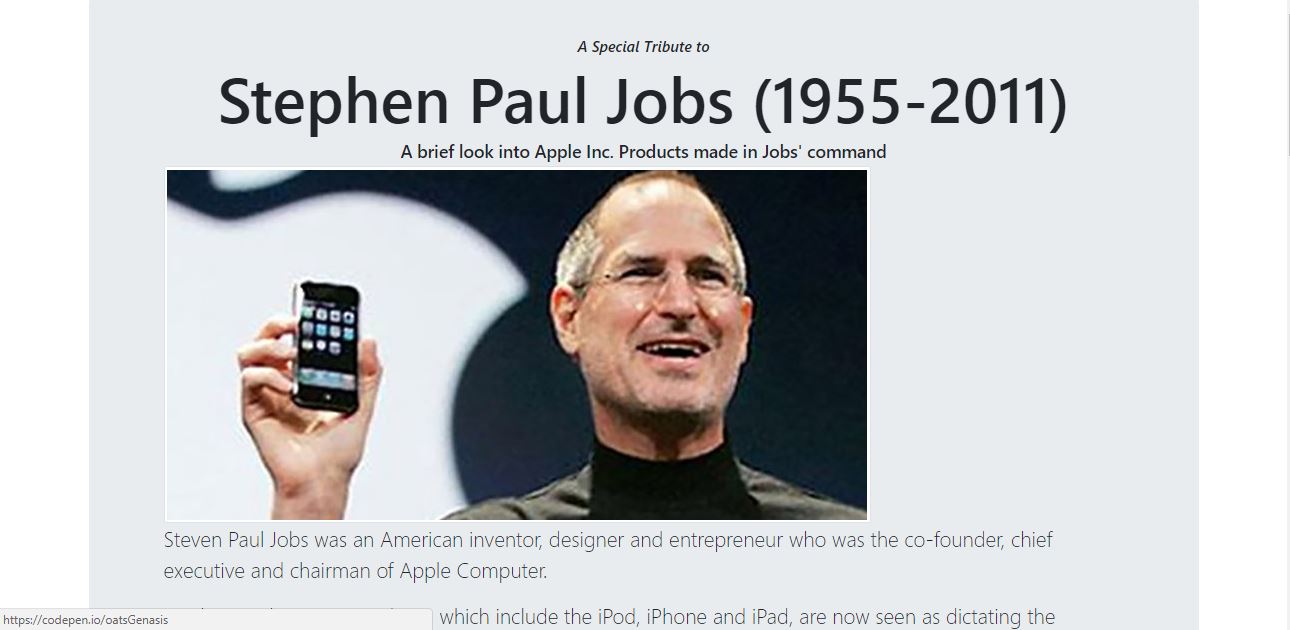 A Special Tribute to
Stephen Paul Jobs (1955-2011)
A brief look into Apple Inc. Products made in Jobs' command
Steven Paul Jobs was an American inventor, designer and entrepreneur who was the co-founder, chief
executive and chairman of Apple Computer.
which include the iPod, iPhone and iPad, are now seen as dictating the
https://codepen.io/oatsGenasis